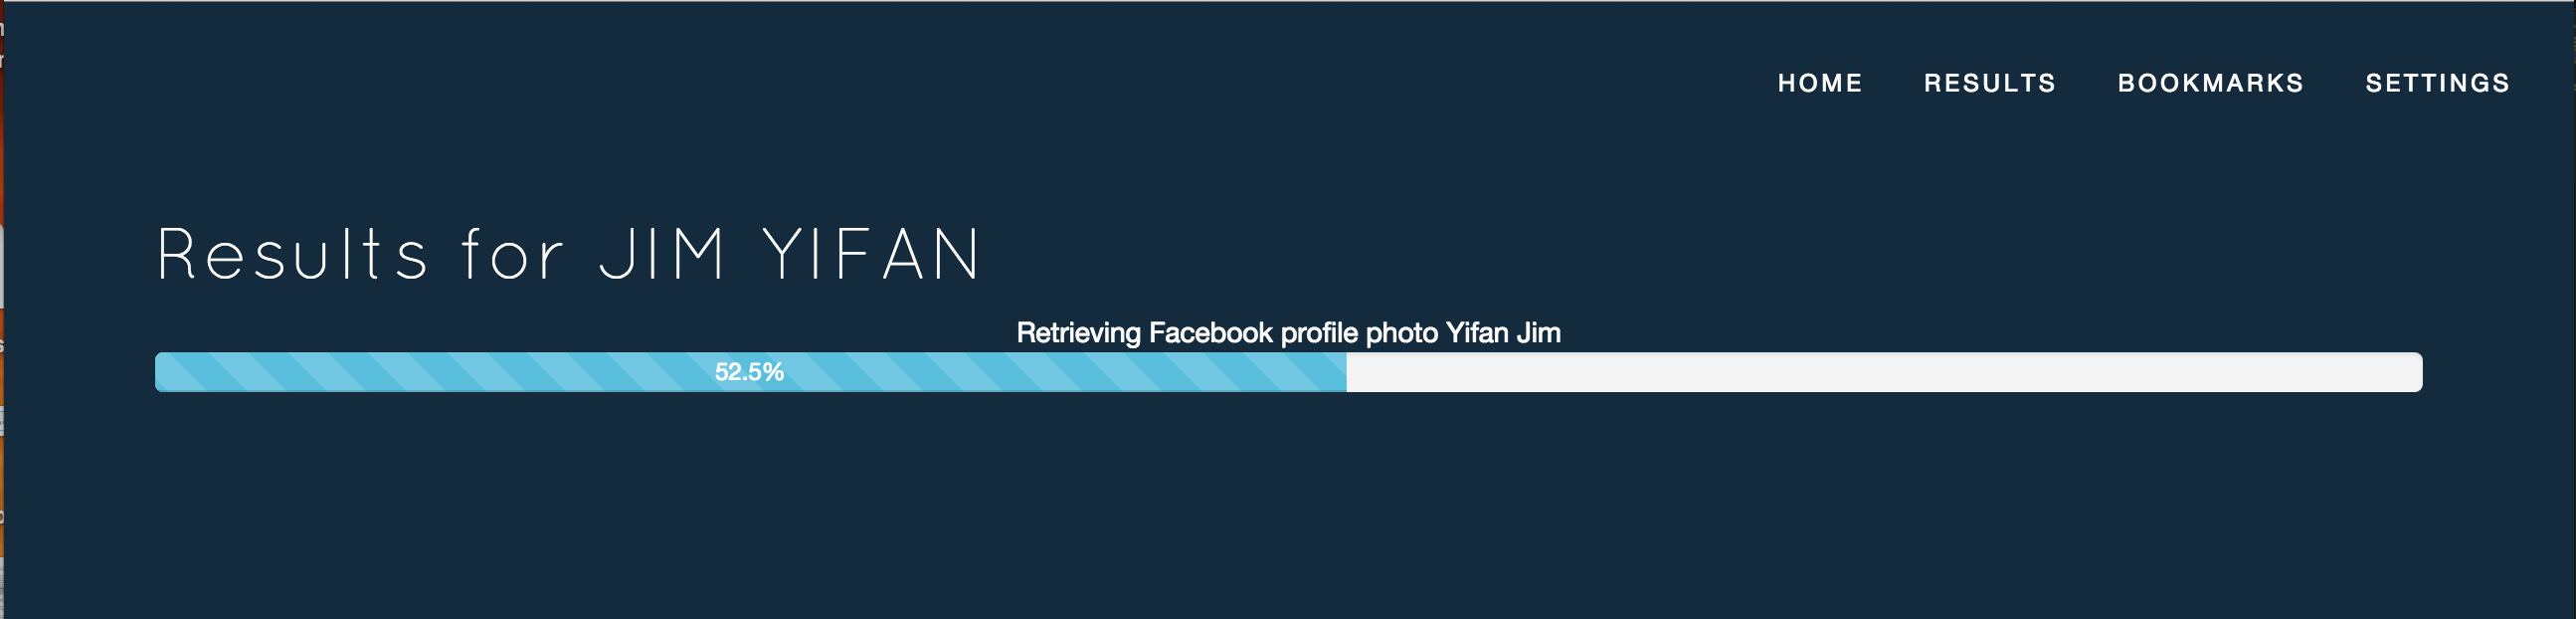 HOME RESULTS BOOKMARKS SETTINGS
Results for JIM YIFAN
Retrieving Facebook profile photo Yifan Jim
52.5%